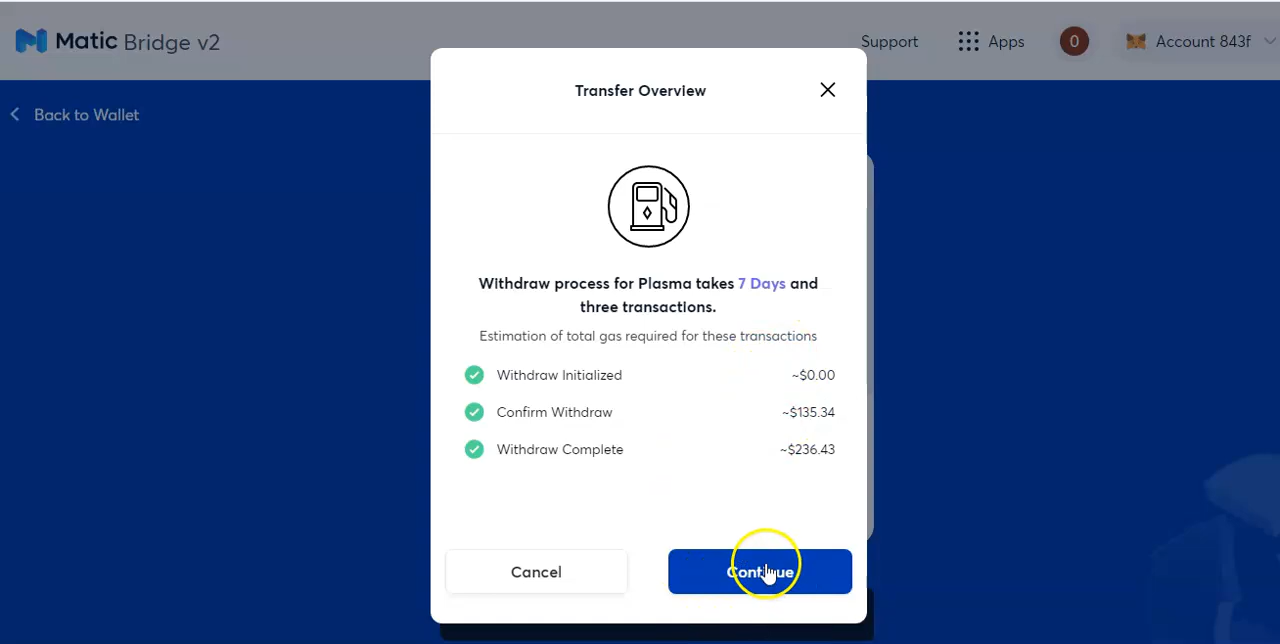 Matic Bridge v2
Support
Apps
0
Account 843f
Back to Wallet
Transfer Overview
Withdraw process for Plasma takes 7 Days and
three transactions.
Estimation of total gas required for these transactions
Withdraw Initialized ~$0.00
Confirm Withdraw ~$135.34
Withdraw Complete ~$236.43
Cancel
Continue